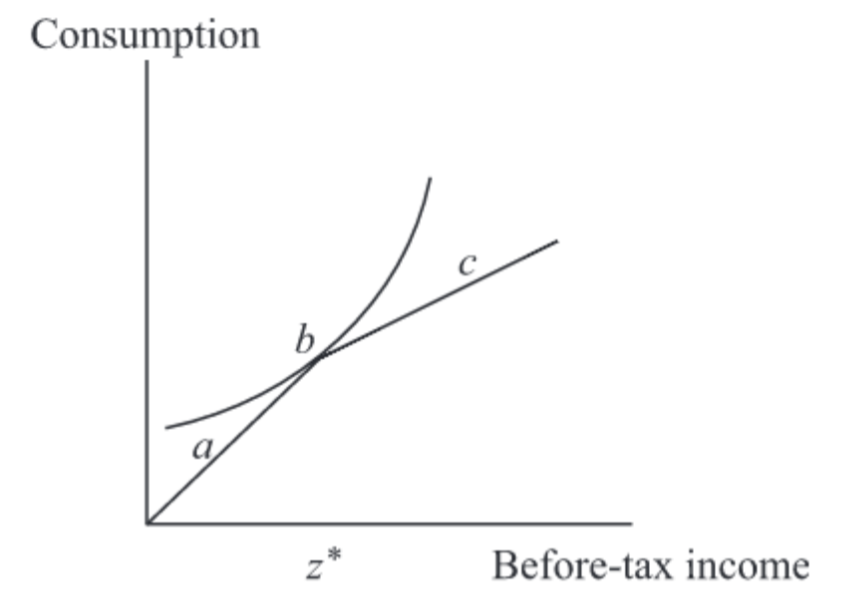 Consumption
c
b
a
z*
Before-tax income